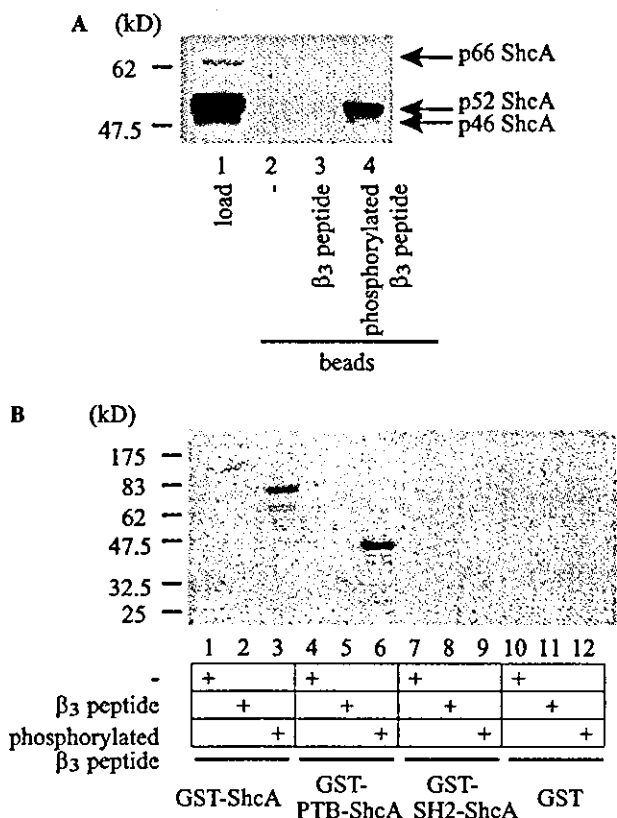 A (kD)
62
47.5
p66 ShcA
p52 ShcA
p46 ShcA
1 2 3 4
load
-
β3 peptide
phosphorylated
β3 peptide
beads
B (kD)
175
83
62
47.5
32.5
25
1 2 3 4 5 6 7 8 9 10 11 12
- + + + +
β3 peptide + + + +
phosphorylated + + + +
β3 peptide
GST-ShcA
GST-
PTB-ShcA
GST-
SH2-ShcA
GST